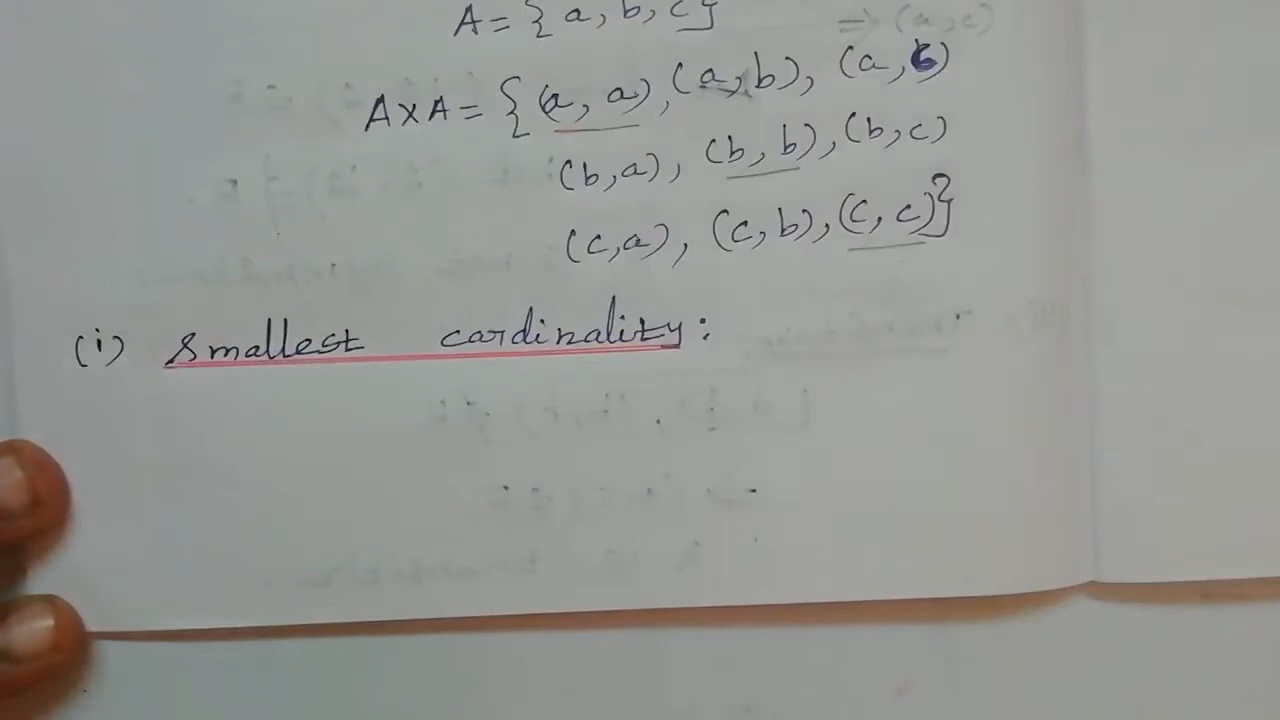 A = {a, b, c}
A×A = {(a, a), (a, b), (a, c)
(b, a), (b, b), (b, c)
(c, a), (c, b), (c, c)}
(i) Smallest cardinality: